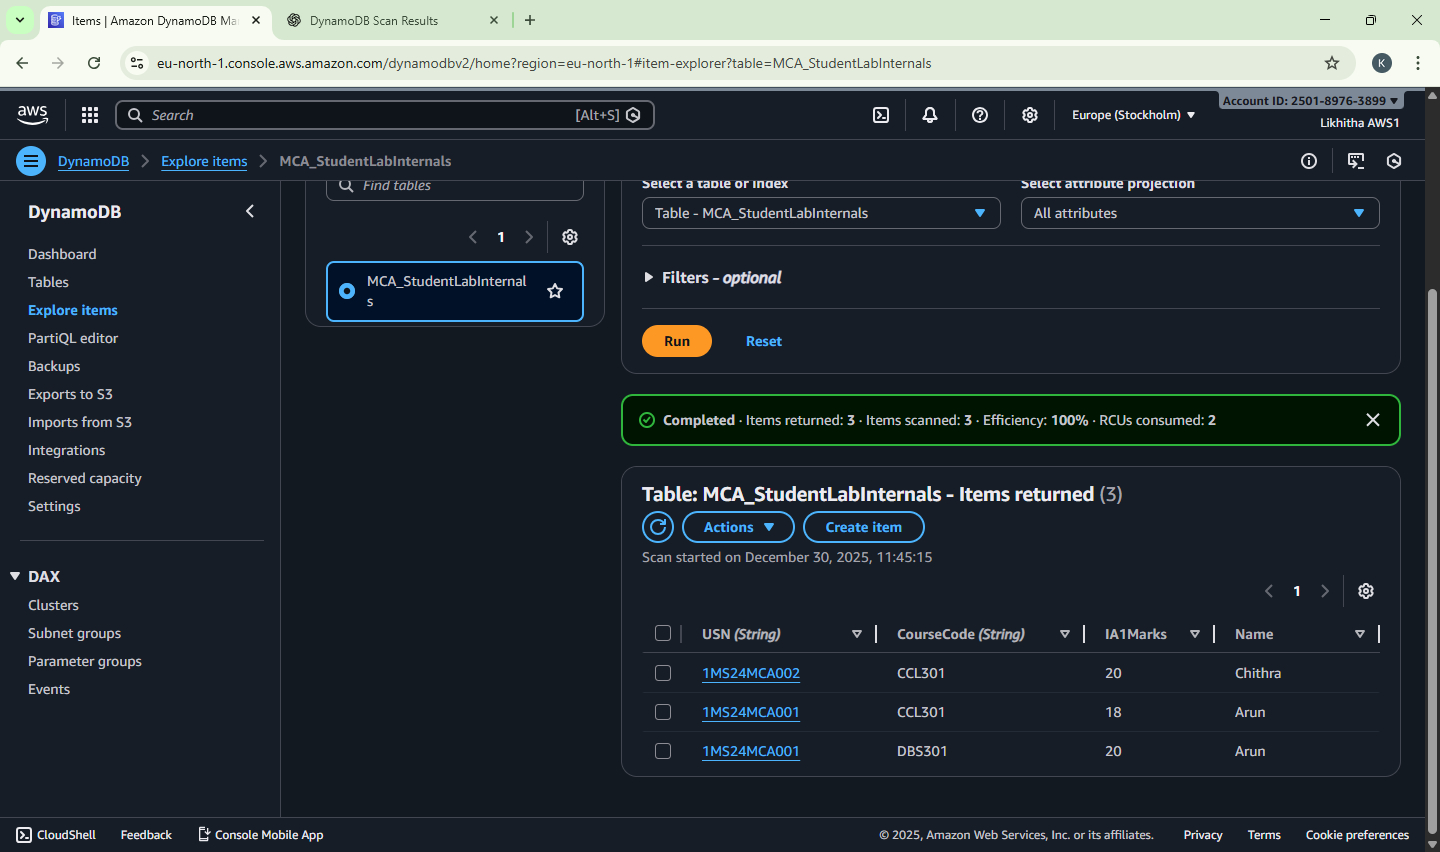 Items | Amazon DynamoDB Ma
DynamoDB Scan Results
eu-north-1.console.aws.amazon.com/dynamodbv2/home?region=eu-north-1#item-explorer?table=MCA_StudentLabInternals
K
aws
Search
[Alt+S]
Europe (Stockholm)
Account ID: 2501-8976-3899
Likhitha AWS1
DynamoDB
Explore items
MCA_StudentLabInternals
DynamoDB
Dashboard
Tables
Explore items
PartiQL editor
Backups
Exports to S3
Imports from S3
Integrations
Reserved capacity
Settings
DAX
Clusters
Subnet groups
Parameter groups
Events
Find tables
1
MCA_StudentLabInternal
s
Select a table or index
Select attribute projection
Table - MCA_StudentLabInternals
All attributes
Filters - optional
Run
Reset
Completed · Items returned: 3 · Items scanned: 3 · Efficiency: 100% · RCUs consumed: 2
Table: MCA_StudentLabInternals - Items returned (3)
Actions
Create item
Scan started on December 30, 2025, 11:45:15
1
USN (String) CourseCode (String) IA1Marks Name
1MS24MCA002 CCL301 20 Chithra
1MS24MCA001 CCL301 18 Arun
1MS24MCA001 DBS301 20 Arun
CloudShell
Feedback
Console Mobile App
© 2025, Amazon Web Services, Inc. or its affiliates.
Privacy
Terms
Cookie preferences